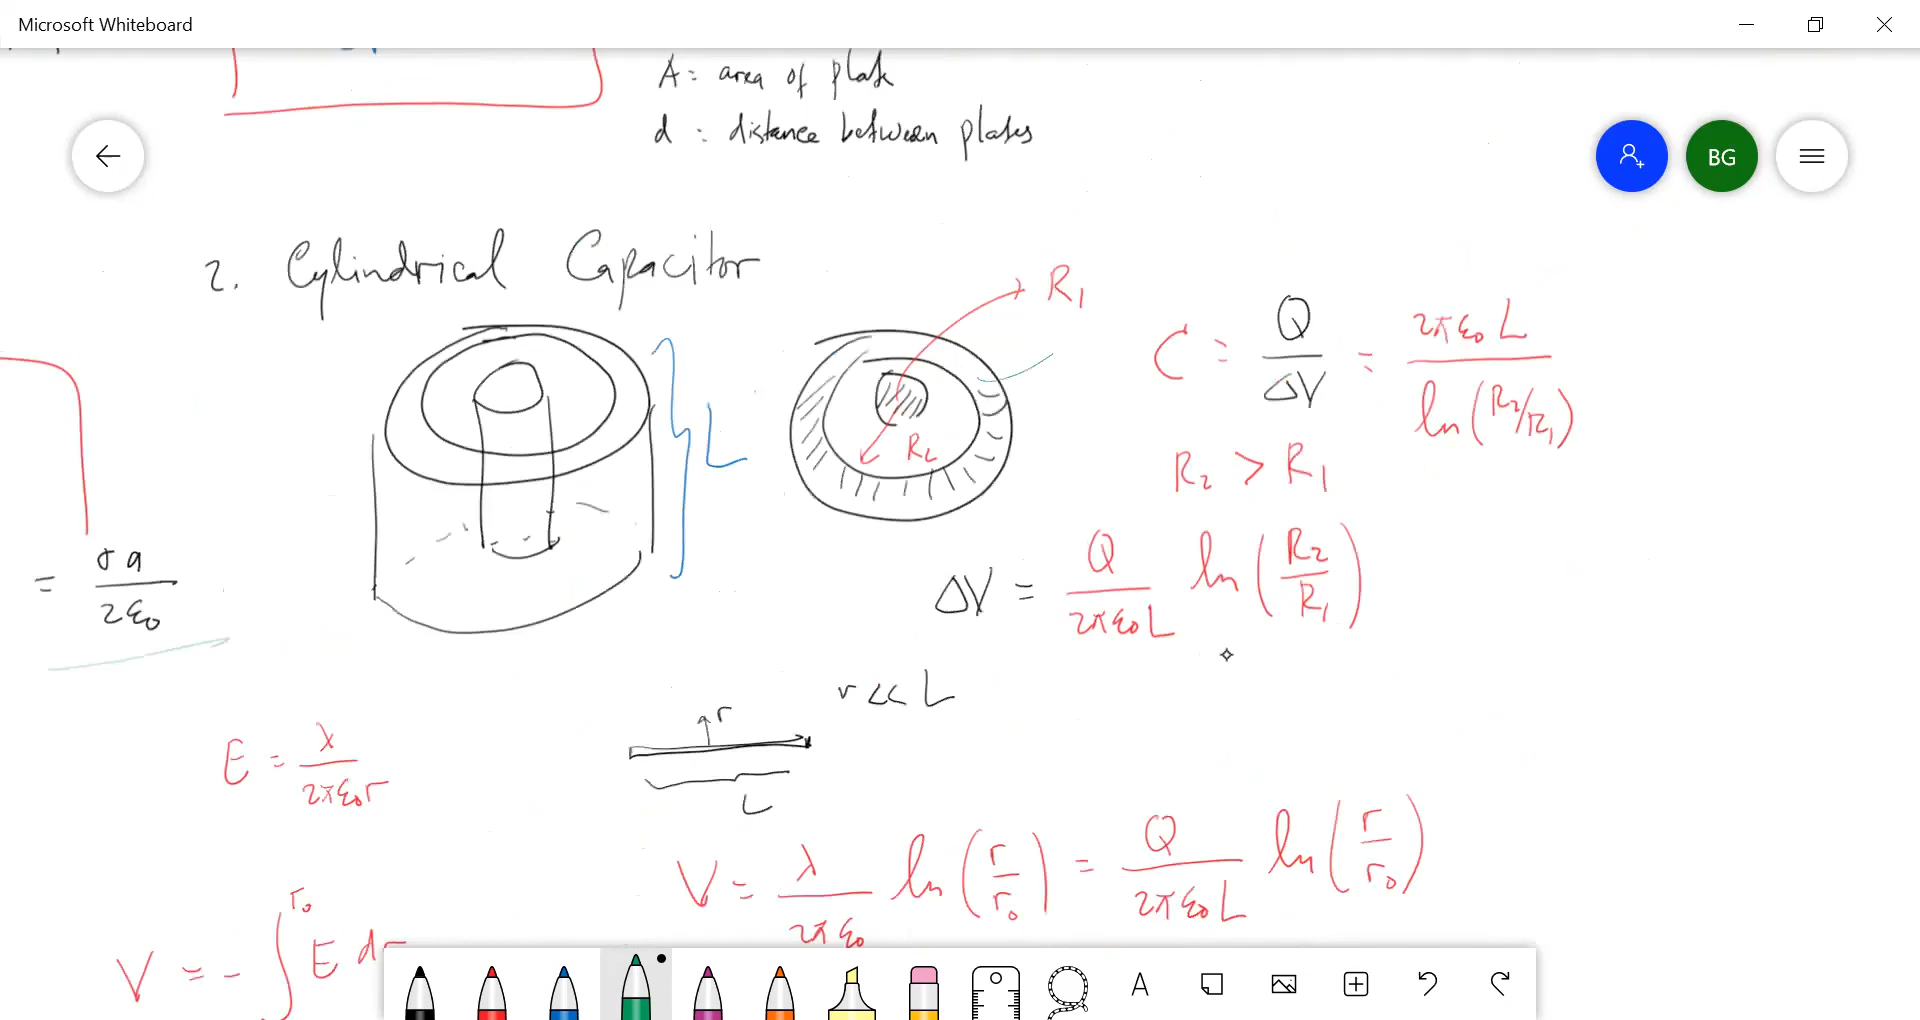 Microsoft Whiteboard
A = area of plate
d : distance between plates
BG
2. Cylindrical Capacitor
R₁
L
R₂
C = Q/ΔV = 2πε₀L / ln(R₂/R₁)
R₂ > R₁
ΔV = Q/2πε₀L ln(R₂/R₁)
= σa/2ε₀
r << L
r
L
E = λ/2πε₀r
V = λ/2πε₀ ln(r/r₀) = Q/2πε₀L ln(r/r₀)
V = - ∫ r₀ E dr
A